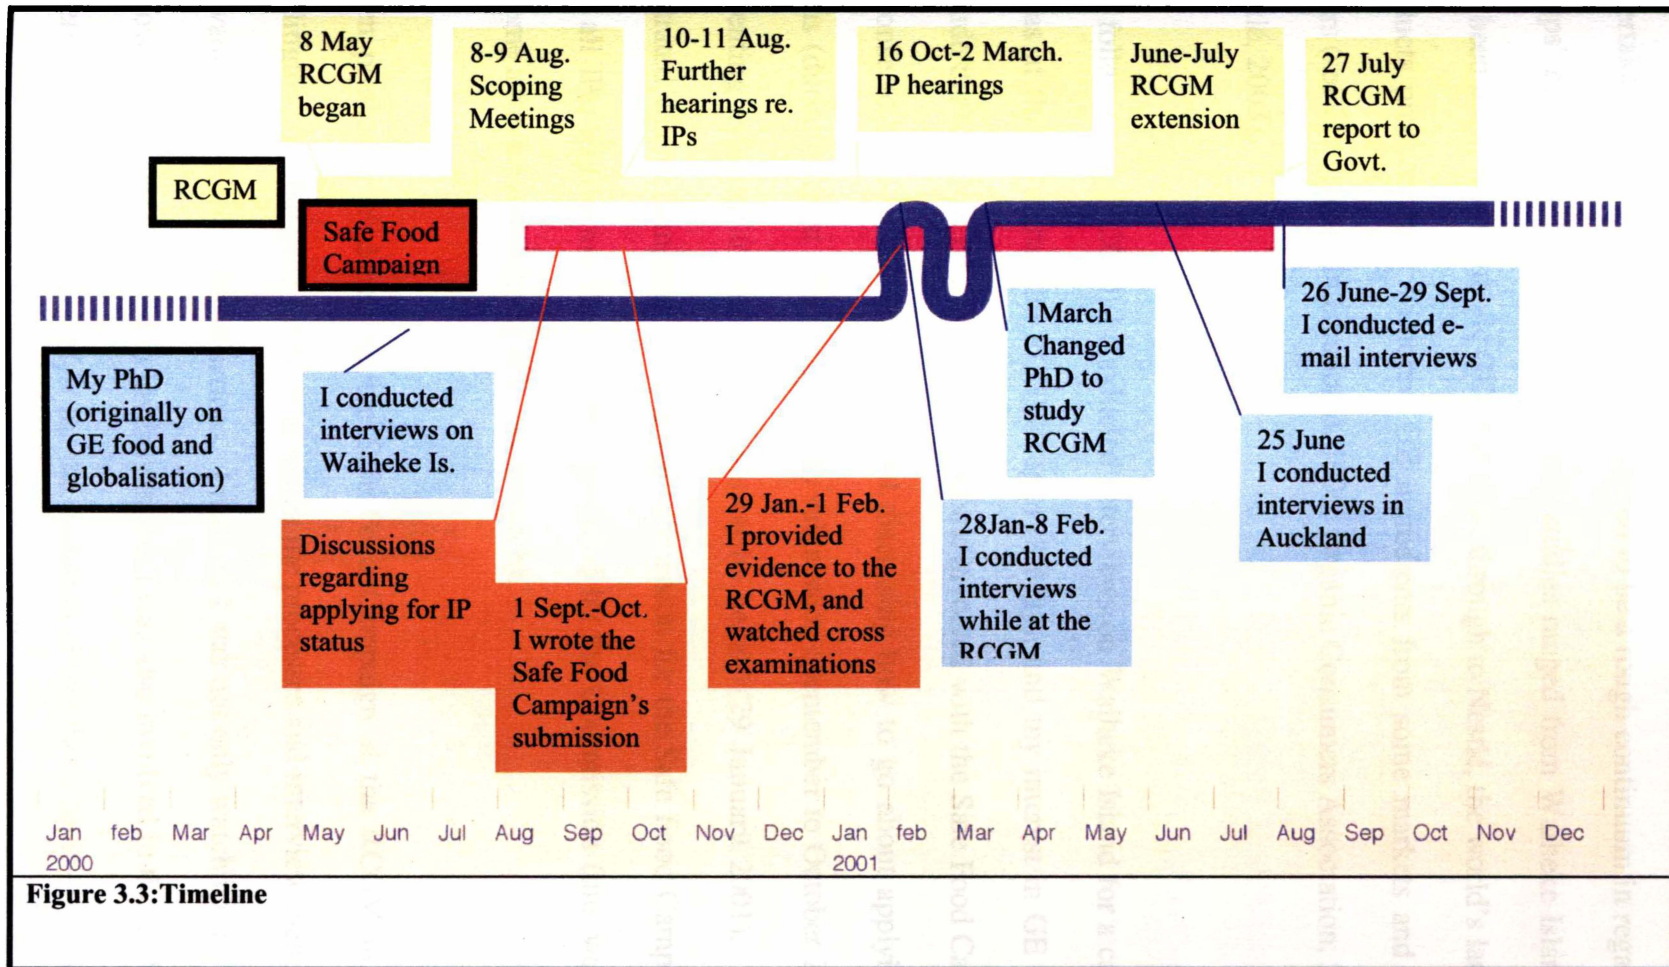 8 May
RCGM
began
8-9 Aug.
Scoping
Meetings
10-11 Aug.
Further
hearings re.
IPs
16 Oct-2 March.
IP hearings
June-July
RCGM
extension
27 July
RCGM
report to
Govt.
RCGM
Safe Food
Campaign
My PhD
(originally on
GE food and
globalisation)
I conducted
interviews on
Waiheke Is.
1March
Changed
PhD to
study
RCGM
26 June-29 Sept.
I conducted e-
mail interviews
25 June
I conducted
interviews in
Auckland
Discussions
regarding
applying for IP
status
1 Sept.-Oct.
I wrote the
Safe Food
Campaign's
submission
29 Jan.-1 Feb.
I provided
evidence to the
RCGM, and
watched cross
examinations
28Jan-8 Feb.
I conducted
interviews
while at the
RCGM
Jan feb Mar Apr May Jun Jul Aug Sep Oct Nov Dec Jan feb Mar Apr May Jun Jul Aug Sep Oct Nov Dec
2000 2001
Figure 3.3:Timeline